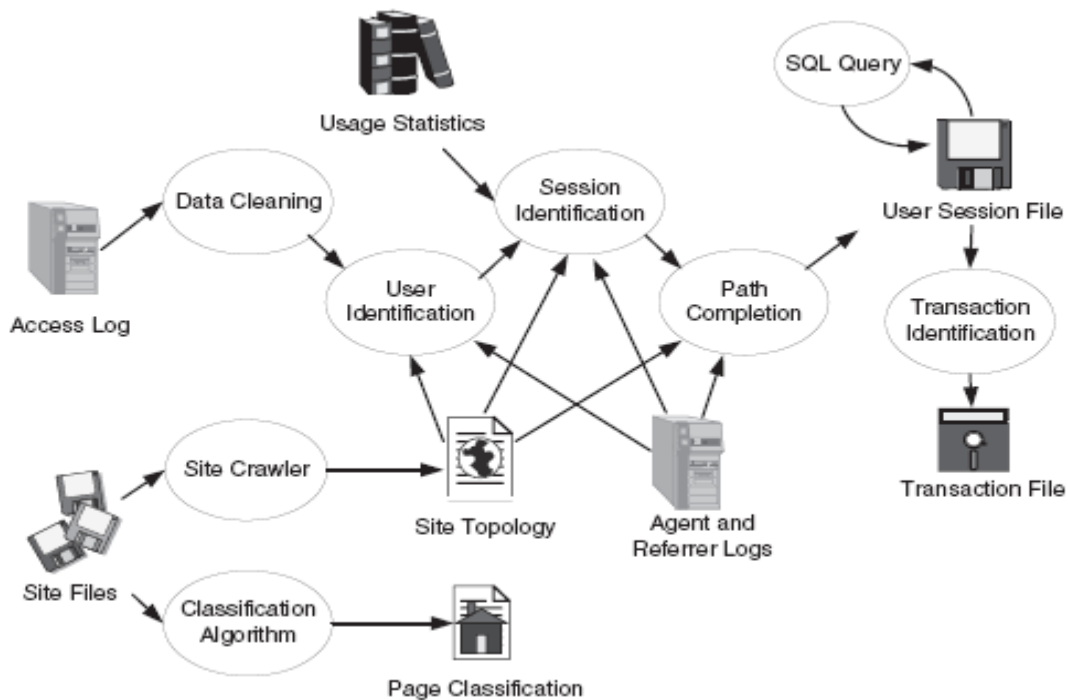 SQL Query
Usage Statistics
Session
Identification
Data Cleaning
User Session File
User
Identification
Path
Completion
Transaction
Identification
Access Log
Site Crawler
Transaction File
Site Topology
Agent and
Referrer Logs
Site Files
Classification
Algorithm
Page Classification